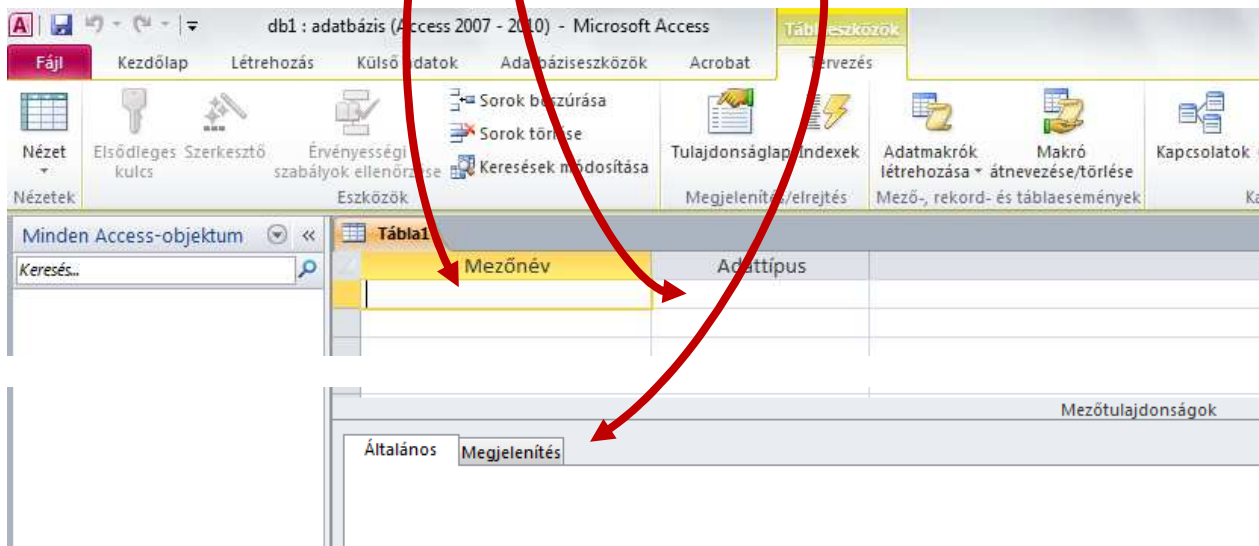 db1 : adatbázis (Access 2007 - 2010) - Microsoft Access
Táblaeszközök
Fájl Kezdőlap Létrehozás Külső adatok Adatbáziseszközök Acrobat Tervezés
Nézet
Elsődleges kulcs
Szerkesztő
Érvényességi szabályok ellenőrzése
Sorok beszúrása
Sorok törlése
Keresések módosítása
Tulajdonságlap
Indexek
Adatmakrók létrehozása
Makró átnevezése/törlése
Kapcsolatok
Nézetek Eszközök Megjelenítés/elrejtés Mező-, rekord- és táblaesemények Ka
Minden Access-objektum « Tábla1
Keresés...
Mezőnév Adattípus
Mezőtulajdonságok
Általános Megjelenítés